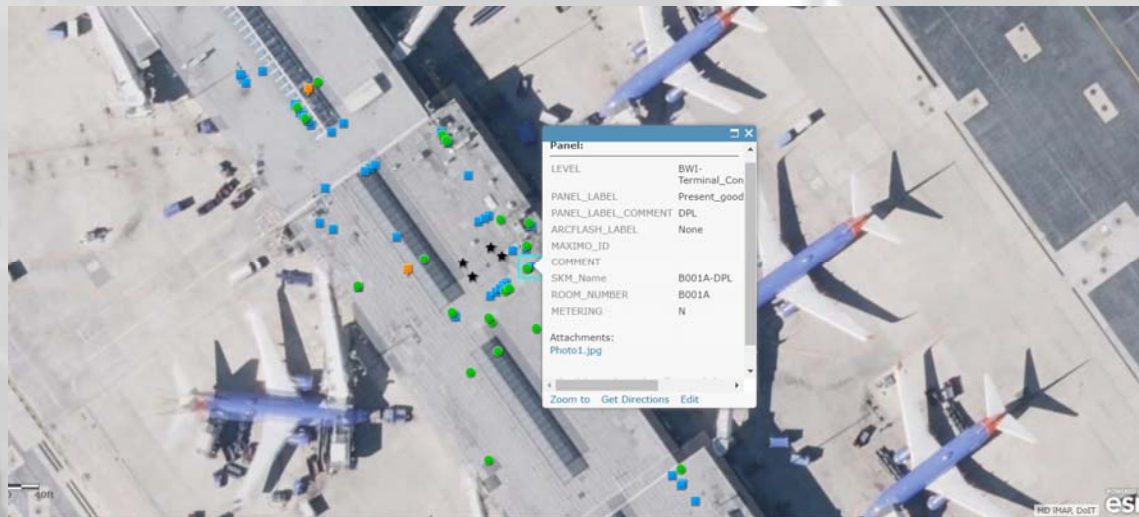 Panel:
LEVEL BWI-
Terminal_Con
PANEL_LABEL Present_good
PANEL_LABEL_COMMENT DPL
ARCFLASH_LABEL None
MAXIMO_ID
COMMENT
SKM_Name B001A-DPL
ROOM_NUMBER B001A
METERING N
Attachments:
Photo1.jpg
Zoom to Get Directions Edit
40ft
MD iMAP, DoIT
esri